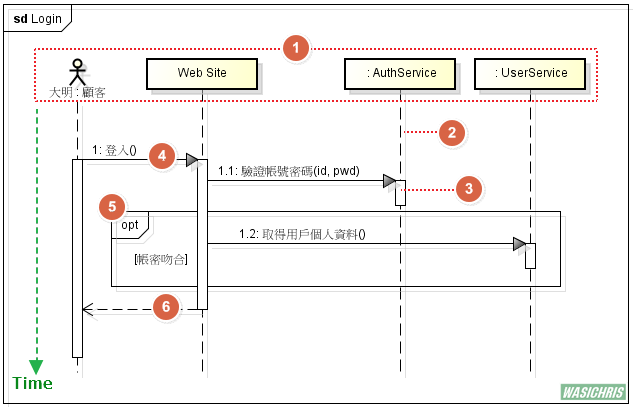 sd Login
1
大明 : 顧客
Web Site
: AuthService
: UserService
2
1: 登入()
4
1.1: 驗證帳號密碼(id, pwd)
3
5
opt
1.2: 取得用戶個人資料()
[帳密吻合]
6
Time
WASICHRIS